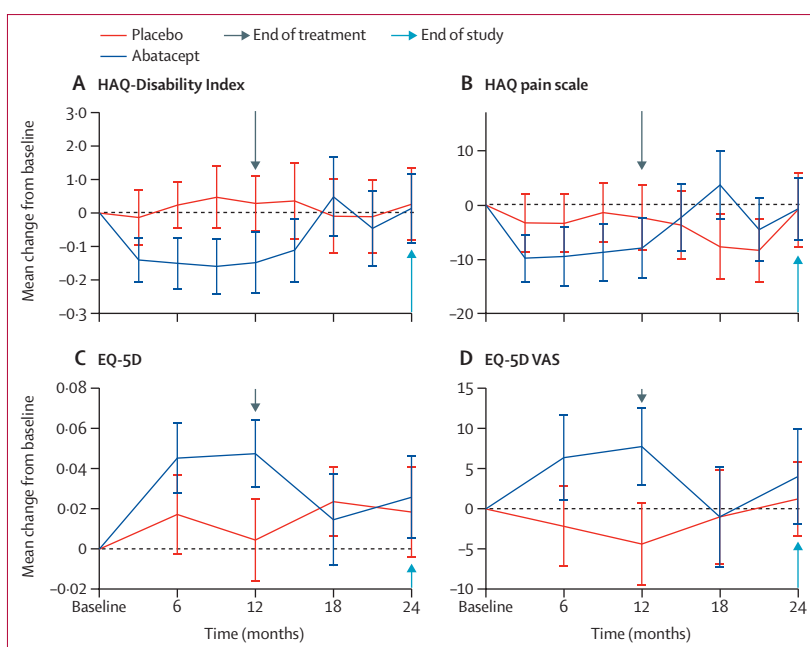 Placebo
Abatacept
End of treatment
End of study
A HAQ-Disability Index
B HAQ pain scale
Mean change from baseline
3·0
2·0
1·0
0
–0·1
–0·2
–0·3
10
0
–10
–20
C EQ-5D
D EQ-5D VAS
Mean change from baseline
0·08
0·06
0·04
0·02
0
–0·02
15
10
5
0
–5
–10
Baseline 6 12 18 24
Time (months)
Baseline 6 12 18 24
Time (months)